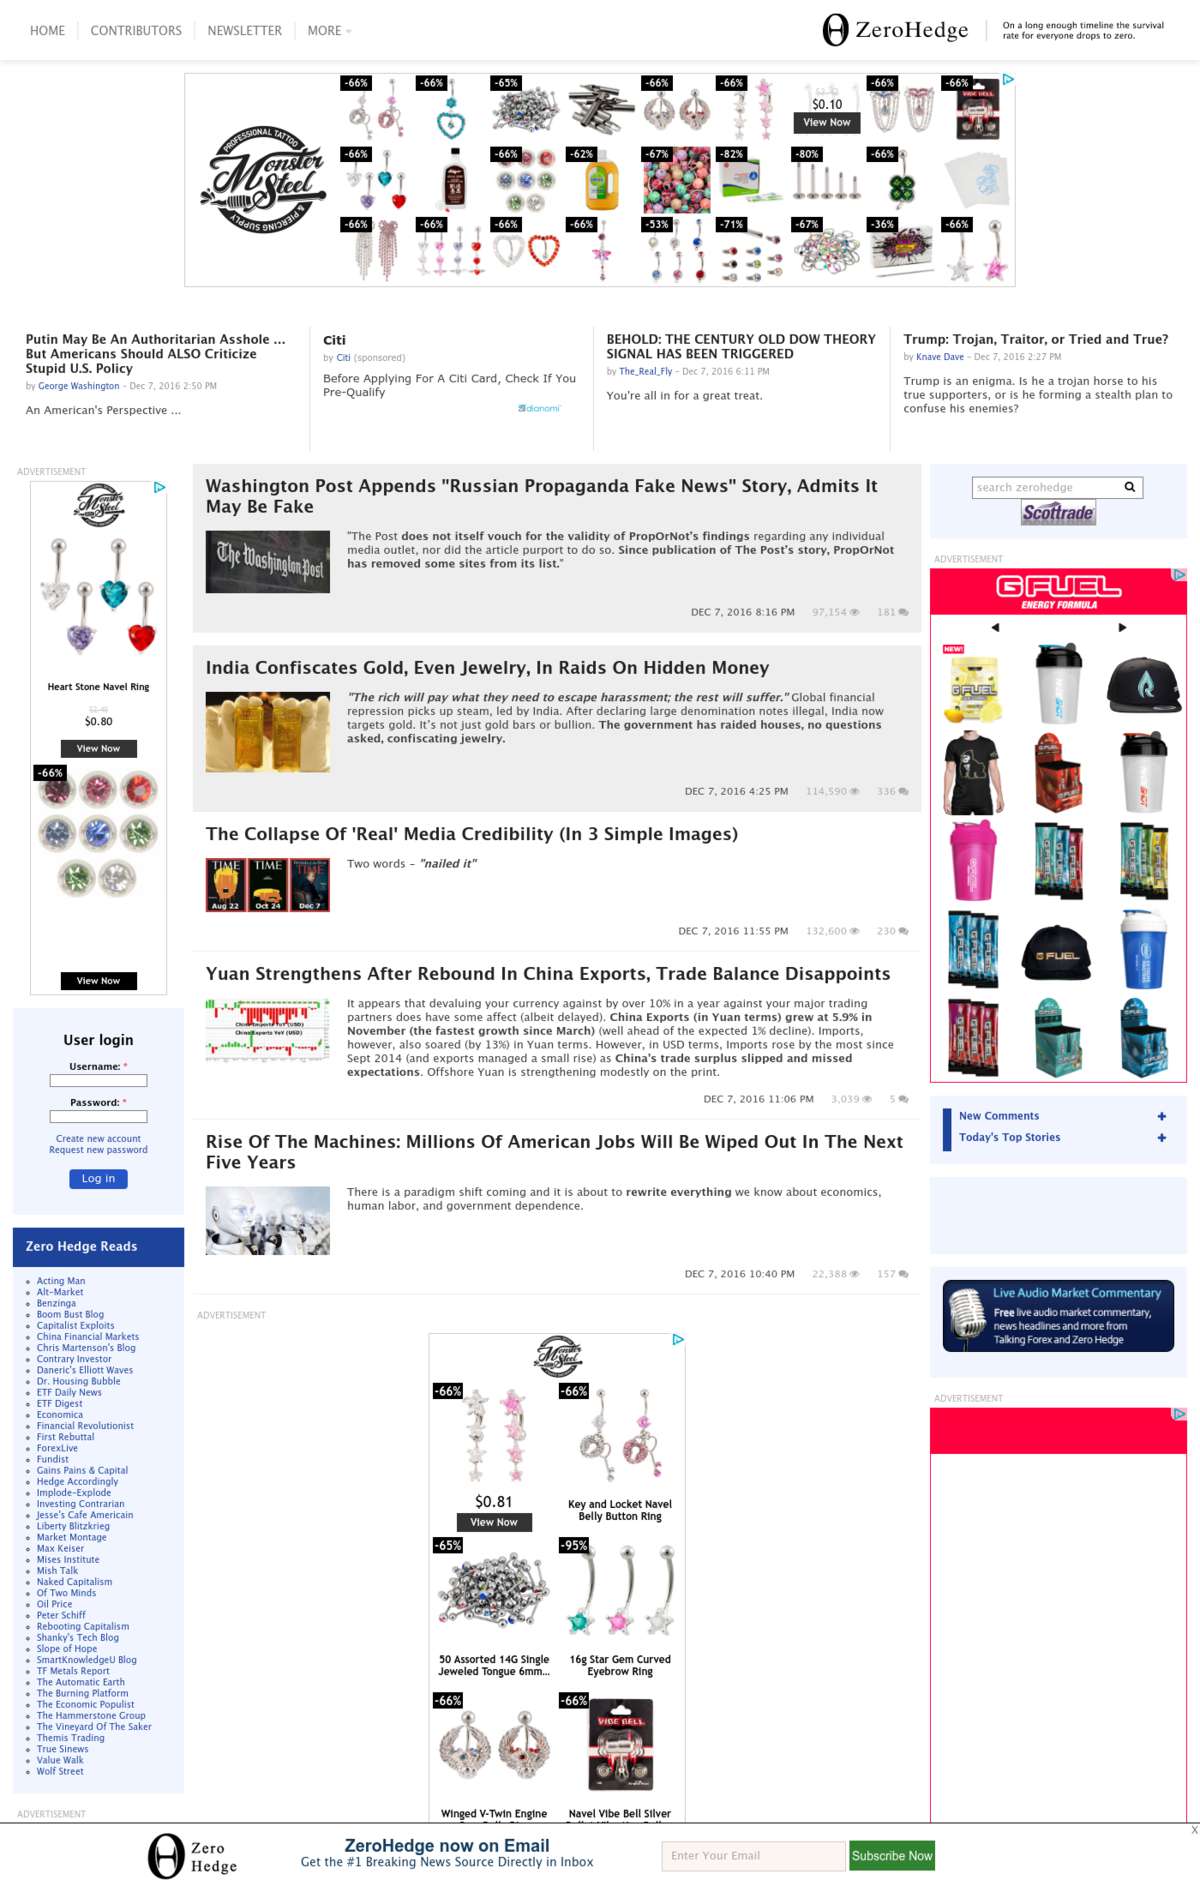 HOME
CONTRIBUTORS
NEWSLETTER
MORE
ZeroHedge
On a long enough timeline the survival
rate for everyone drops to zero.
PROFESSIONAL TATTOO
Monster
Steel
& PIERCING SUPPLY
-66% -66% -65% -66% -66% $0.10 -66% -66%
View Now
-66% -66% -62% -67% -82% -80% -66%
-66% -66% -66% -66% -53% -71% -67% -36% -66%
Putin May Be An Authoritarian Asshole ...
But Americans Should ALSO Criticize
Stupid U.S. Policy
by George Washington - Dec 7, 2016 2:50 PM
An American's Perspective ...
Citi
by Citi (sponsored)
Before Applying For A Citi Card, Check If You
Pre-Qualify
dianomi
BEHOLD: THE CENTURY OLD DOW THEORY
SIGNAL HAS BEEN TRIGGERED
by The_Real_Fly - Dec 7, 2016 6:11 PM
You're all in for a great treat.
Trump: Trojan, Traitor, or Tried and True?
by Knave Dave - Dec 7, 2016 2:27 PM
Trump is an enigma. Is he a trojan horse to his
true supporters, or is he forming a stealth plan to
confuse his enemies?
ADVERTISEMENT
Monster
Steel
Heart Stone Navel Ring
$0.80
View Now
-66%
View Now
User login
Username: *
Password: *
Create new account
Request new password
Log in
Zero Hedge Reads
Acting Man
Alt-Market
Benzinga
Boom Bust Blog
Capitalist Exploits
China Financial Markets
Chris Martenson's Blog
Contrary Investor
Daneric's Elliott Waves
Dr. Housing Bubble
ETF Daily News
ETF Digest
Economica
Financial Revolutionist
First Rebuttal
ForexLive
Fundist
Gains Pains & Capital
Hedge Accordingly
Implode-Explode
Investing Contrarian
Jesse's Cafe Americain
Liberty Blitzkrieg
Market Montage
Max Keiser
Mises Institute
Mish Talk
Naked Capitalism
Of Two Minds
Oil Price
Peter Schiff
Rebooting Capitalism
Shanky's Tech Blog
Slope of Hope
SmartKnowledgeU Blog
TF Metals Report
The Automatic Earth
The Burning Platform
The Economic Populist
The Hammerstone Group
The Vineyard Of The Saker
Themis Trading
True Sinews
Value Walk
Wolf Street
ADVERTISEMENT
Washington Post Appends "Russian Propaganda Fake News" Story, Admits It
May Be Fake
The Washington Post
"The Post does not itself vouch for the validity of PropOrNot's findings regarding any individual
media outlet, nor did the article purport to do so. Since publication of The Post's story, PropOrNot
has removed some sites from its list."
DEC 7, 2016 8:16 PM 97,154 181
India Confiscates Gold, Even Jewelry, In Raids On Hidden Money
"The rich will pay what they need to escape harassment; the rest will suffer." Global financial
repression picks up steam, led by India. After declaring large denomination notes illegal, India now
targets gold. It's not just gold bars or bullion. The government has raided houses, no questions
asked, confiscating jewelry.
DEC 7, 2016 4:25 PM 114,590 336
The Collapse Of 'Real' Media Credibility (In 3 Simple Images)
TIME TIME TIME
Aug 22 Oct 24 Dec 7
Two words - "nailed it"
DEC 7, 2016 11:55 PM 132,600 230
Yuan Strengthens After Rebound In China Exports, Trade Balance Disappoints
China Imports YoY (USD)
China Exports YoY (USD)
It appears that devaluing your currency against by over 10% in a year against your major trading
partners does have some affect (albeit delayed). China Exports (in Yuan terms) grew at 5.9% in
November (the fastest growth since March) (well ahead of the expected 1% decline). Imports,
however, also soared (by 13%) in Yuan terms. However, in USD terms, Imports rose by the most since
Sept 2014 (and exports managed a small rise) as China's trade surplus slipped and missed
expectations. Offshore Yuan is strengthening modestly on the print.
DEC 7, 2016 11:06 PM 3,039 5
Rise Of The Machines: Millions Of American Jobs Will Be Wiped Out In The Next
Five Years
There is a paradigm shift coming and it is about to rewrite everything we know about economics,
human labor, and government dependence.
DEC 7, 2016 10:40 PM 22,388 157
ADVERTISEMENT
Monster
Steel
-66% -66%
$0.81
View Now
Key and Locket Navel
Belly Button Ring
-65% -95%
50 Assorted 14G Single
Jeweled Tongue 6mm...
16g Star Gem Curved
Eyebrow Ring
-66% -66%
VIBE BELL
Winged V-Twin Engine
Navel Vibe Bell Silver
search zerohedge
Scottrade
ADVERTISEMENT
G FUEL
ENERGY FORMULA
NEW!
G FUEL
G FUEL
New Comments
Today's Top Stories
Live Audio Market Commentary
Free live audio market commentary,
news headlines and more from
Talking Forex and Zero Hedge
ADVERTISEMENT
X
Zero
Hedge
ZeroHedge now on Email
Get the #1 Breaking News Source Directly in Inbox
Enter Your Email
Subscribe Now